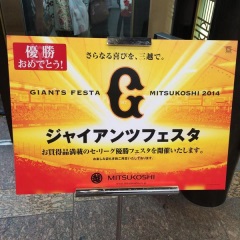 優勝
おめでとう!
さらなる喜びを、三越で。
GIANTS FESTA
G
MITSUKOSHI 2014
ジャイアンツフェスタ
お買得品満載のセ・リーグ優勝フェスタを開催いたします。
MITSUKOSHI